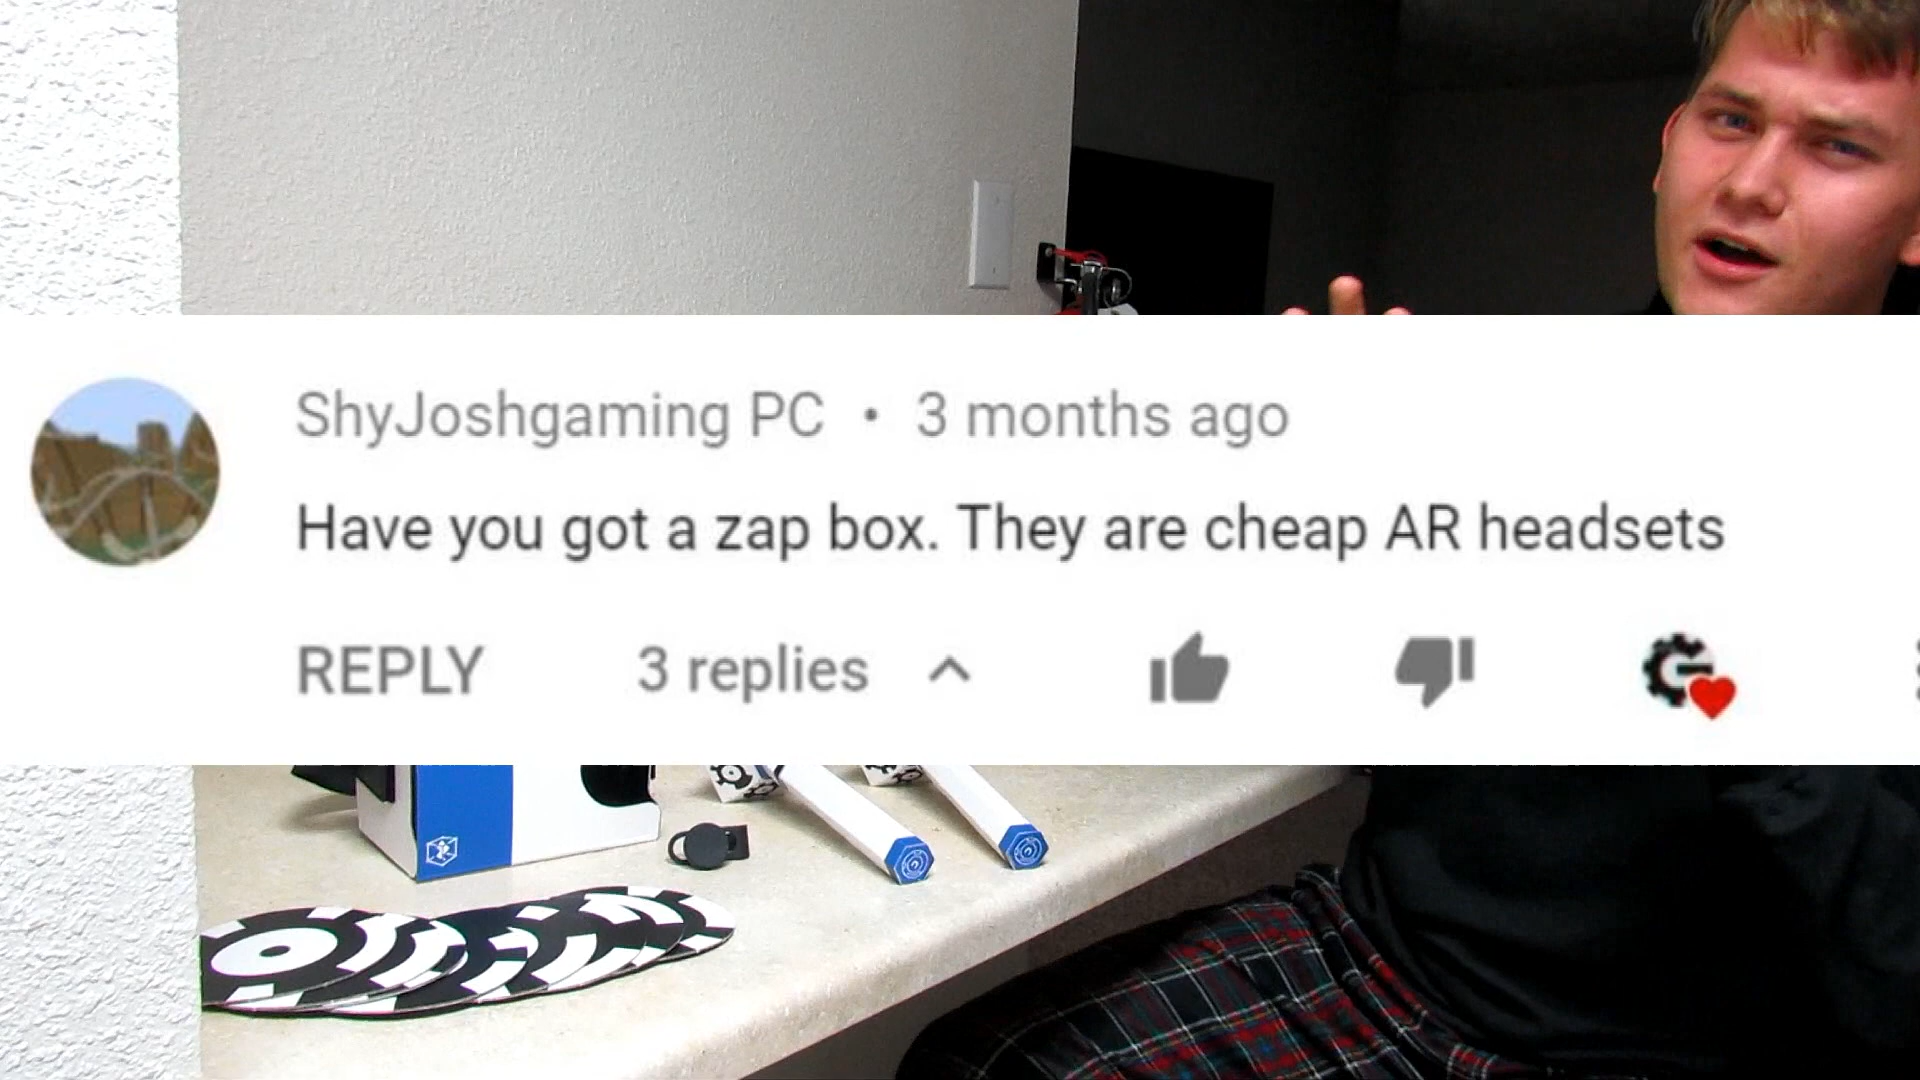 ShyJoshgaming PC • 3 months ago
Have you got a zap box. They are cheap AR headsets
REPLY 3 replies